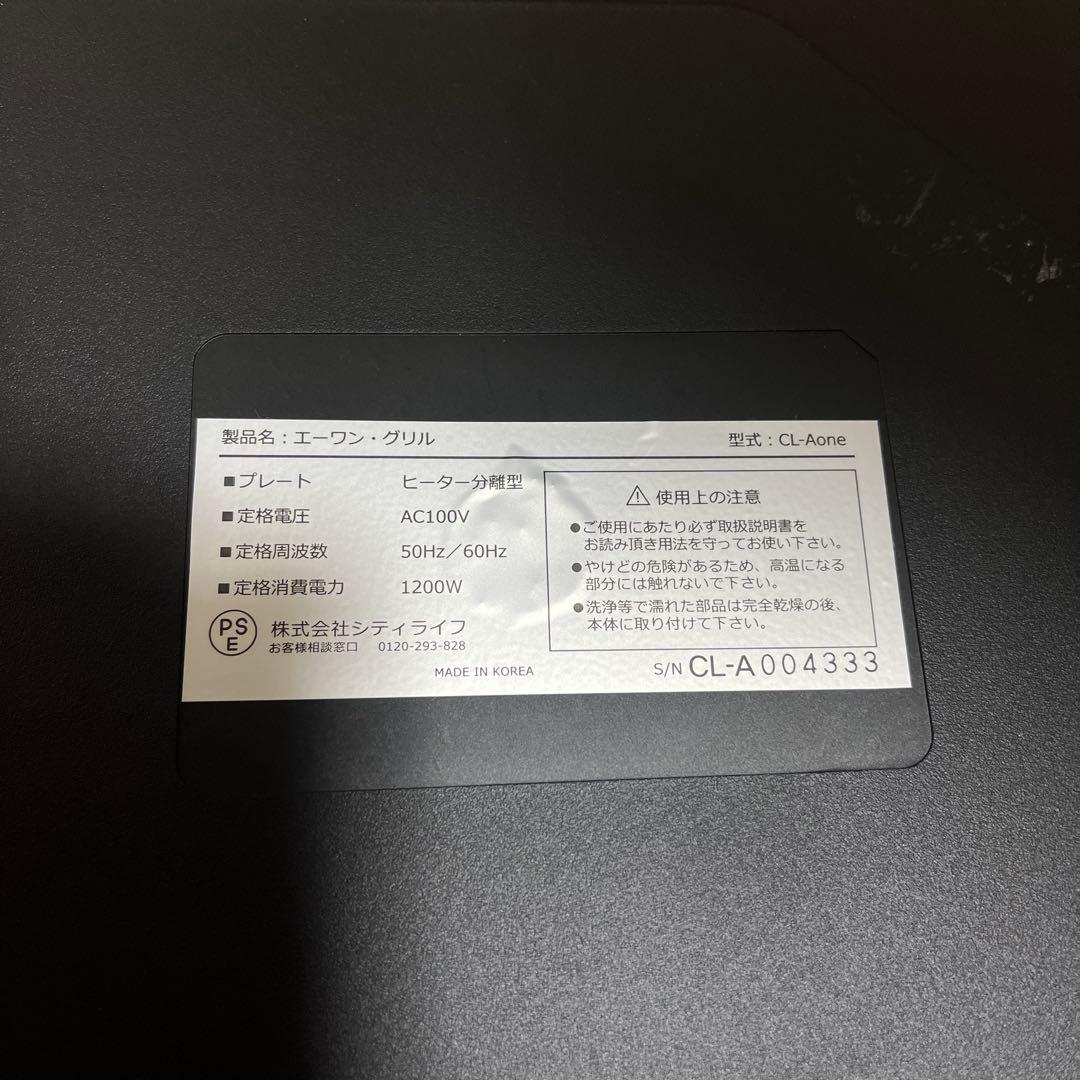 製品名：エーワン・グリル 型式：CL-Aone
■プレート ヒーター分離型
■定格電圧 AC100V
■定格周波数 50Hz／60Hz
■定格消費電力 1200W
PS
E
株式会社シティライフ
お客様相談窓口 0120-293-828
MADE IN KOREA
⚠ 使用上の注意
●ご使用にあたり必ず取扱説明書を
お読み頂き用法を守ってお使い下さい。
●やけどの危険があるため、高温になる
部分には触れないで下さい。
●洗浄等で濡れた部品は完全乾燥の後、
本体に取り付けて下さい。
S/N CL-A004333